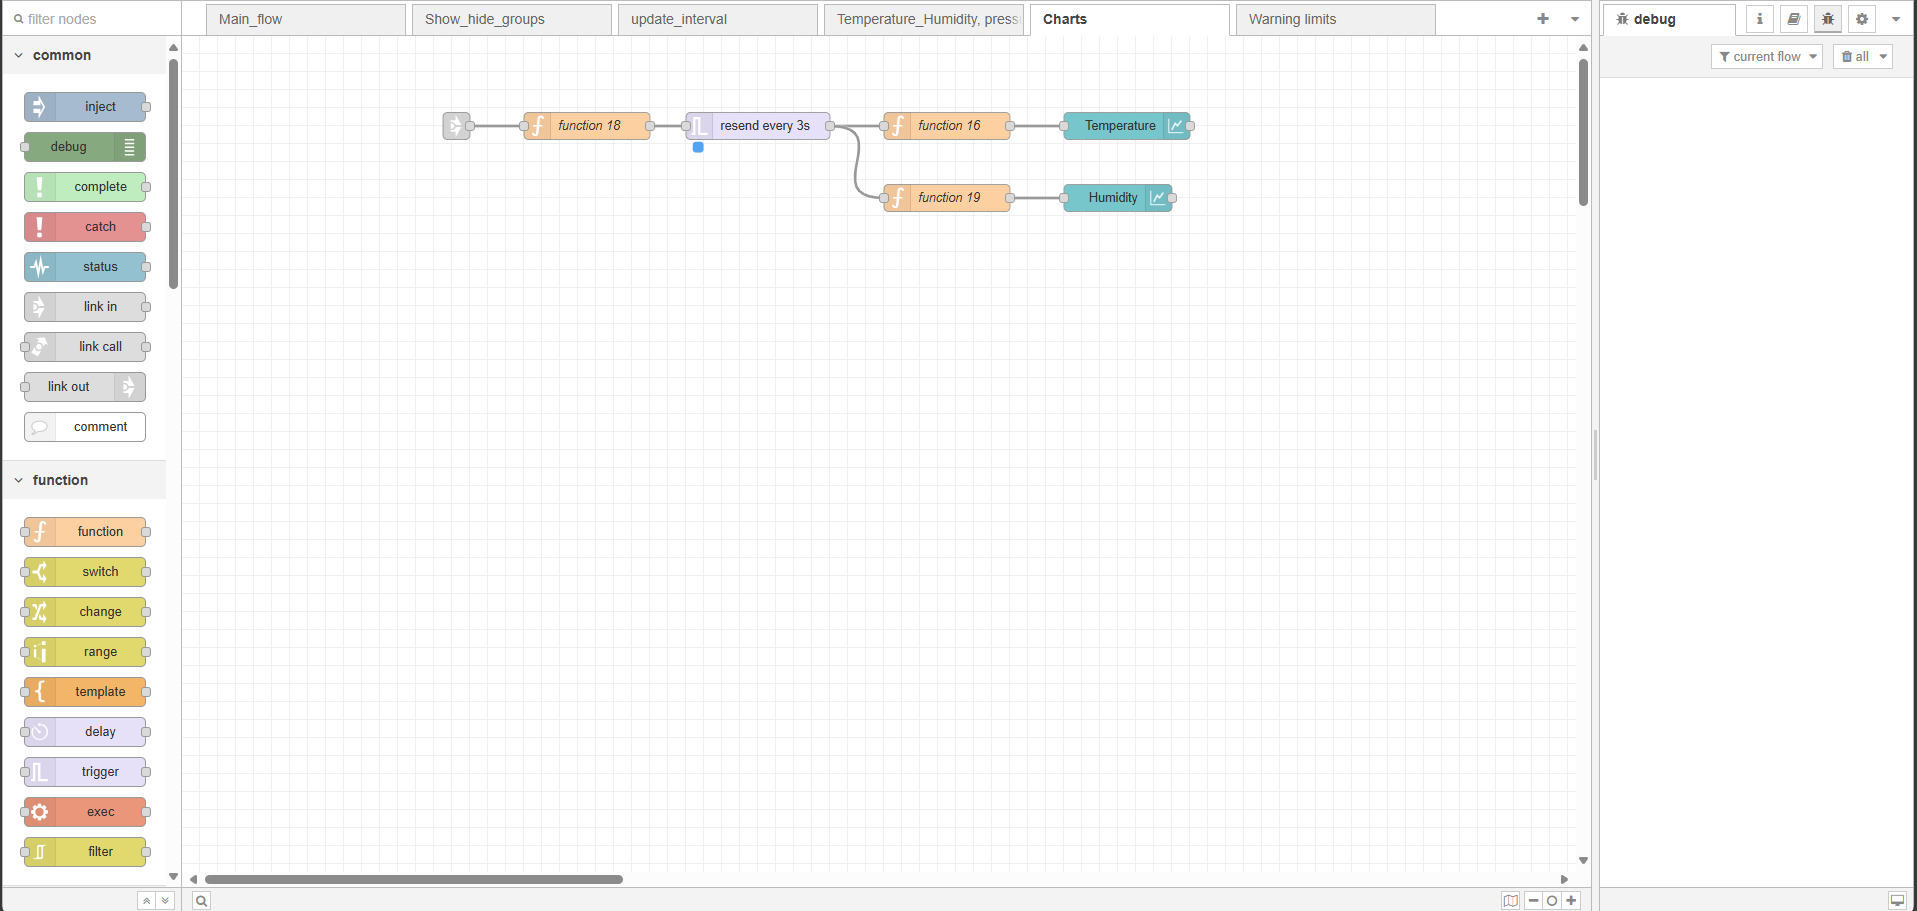 filter nodes
Main_flow
Show_hide_groups
update_interval
Temperature_Humidity, press
Charts
Warning limits
debug
current flow
all
common
inject
debug
complete
catch
status
link in
link call
link out
comment
function
function
switch
change
range
template
delay
trigger
exec
filter
function 18
resend every 3s
function 16
Temperature
function 19
Humidity